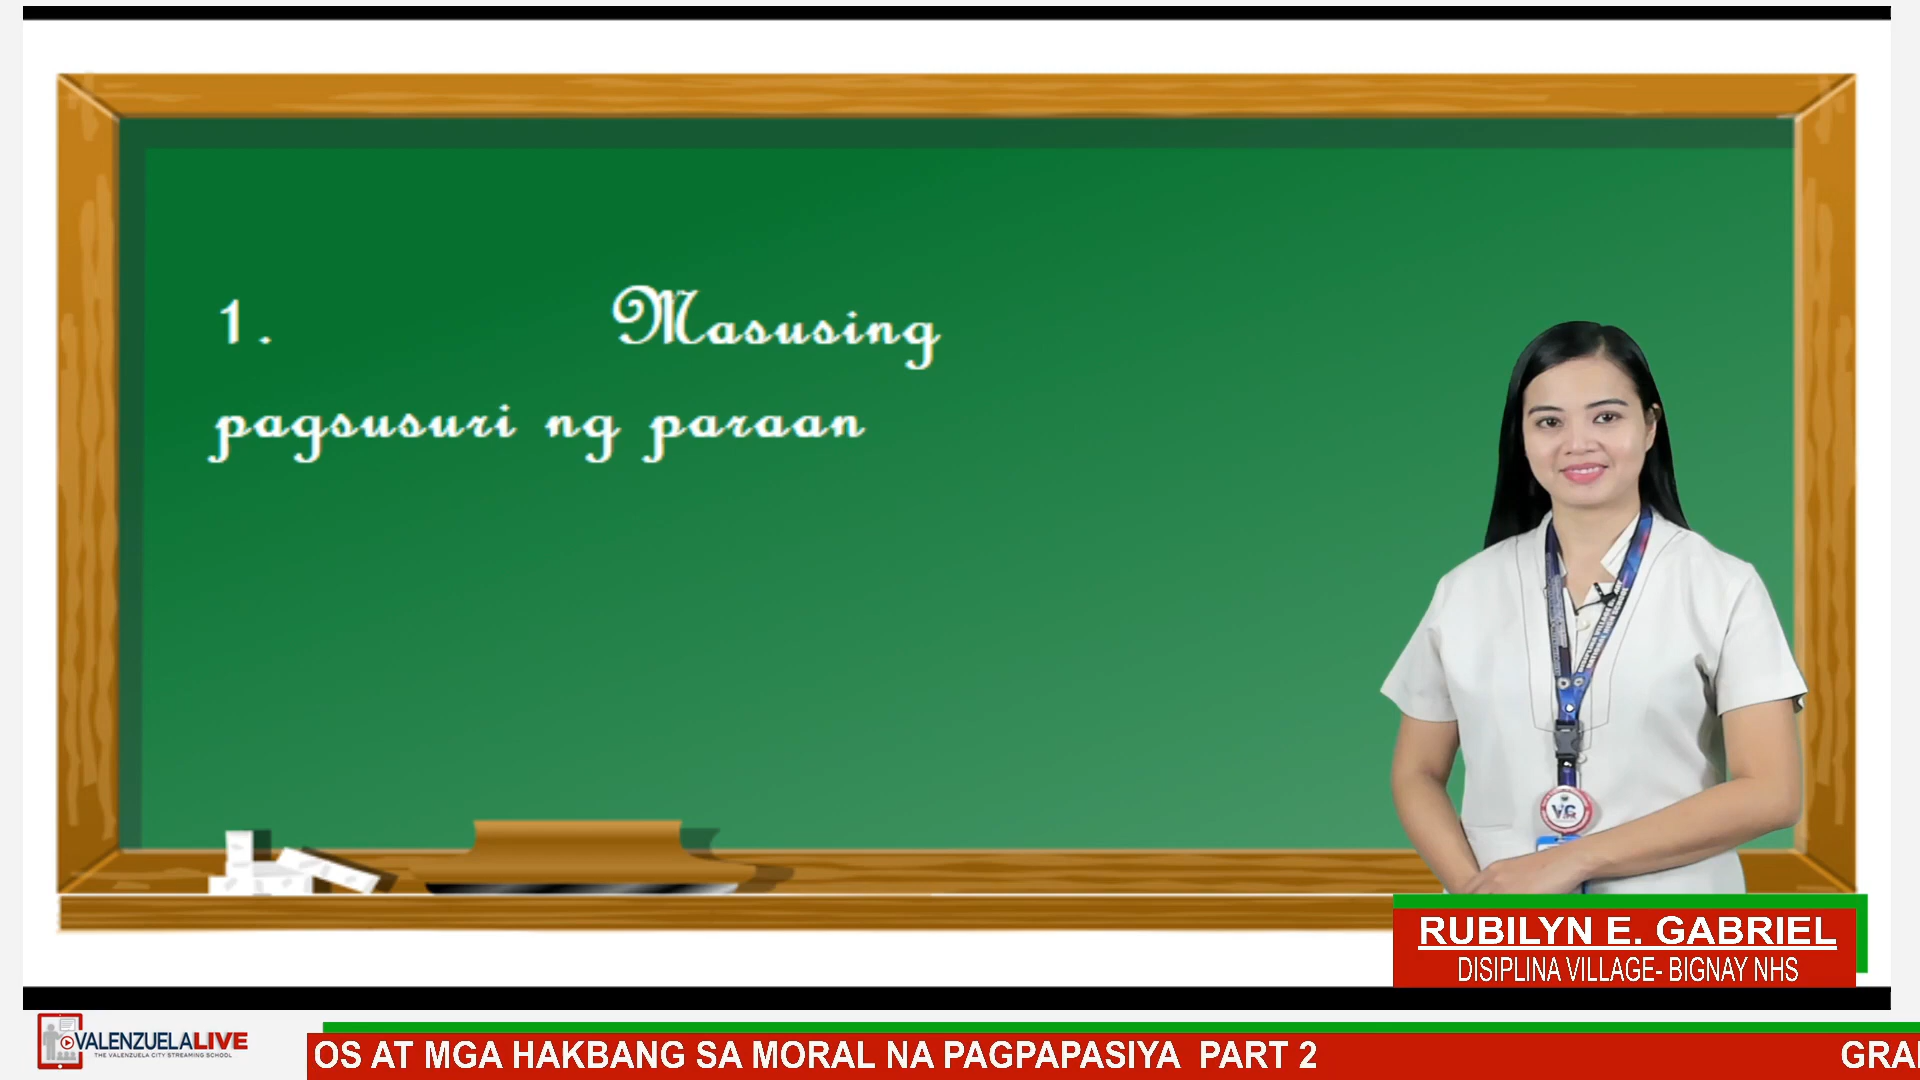 1. Masusing
pagsusuri ng paraan
RUBILYN E. GABRIEL
DISIPLINA VILLAGE- BIGNAY NHS
VALENZUELALIVE
THE VALENZUELA CITY STREAMING SCHOOL
OS AT MGA HAKBANG SA MORAL NA PAGPAPASIYA PART 2
GRA